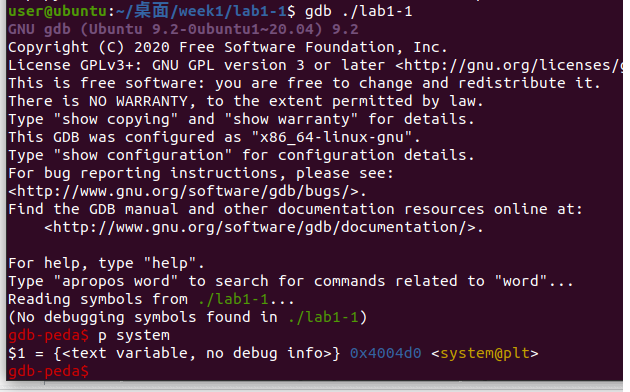 user@ubuntu:~/桌面/week1/lab1-1$ gdb ./lab1-1
GNU gdb (Ubuntu 9.2-0ubuntu1~20.04) 9.2
Copyright (C) 2020 Free Software Foundation, Inc.
License GPLv3+: GNU GPL version 3 or later <http://gnu.org/licenses/g
This is free software: you are free to change and redistribute it.
There is NO WARRANTY, to the extent permitted by law.
Type "show copying" and "show warranty" for details.
This GDB was configured as "x86_64-linux-gnu".
Type "show configuration" for configuration details.
For bug reporting instructions, please see:
<http://www.gnu.org/software/gdb/bugs/>.
Find the GDB manual and other documentation resources online at:
    <http://www.gnu.org/software/gdb/documentation/>.

For help, type "help".
Type "apropos word" to search for commands related to "word"...
Reading symbols from ./lab1-1...
(No debugging symbols found in ./lab1-1)
gdb-peda$ p system
$1 = {<text variable, no debug info>} 0x4004d0 <system@plt>
gdb-peda$